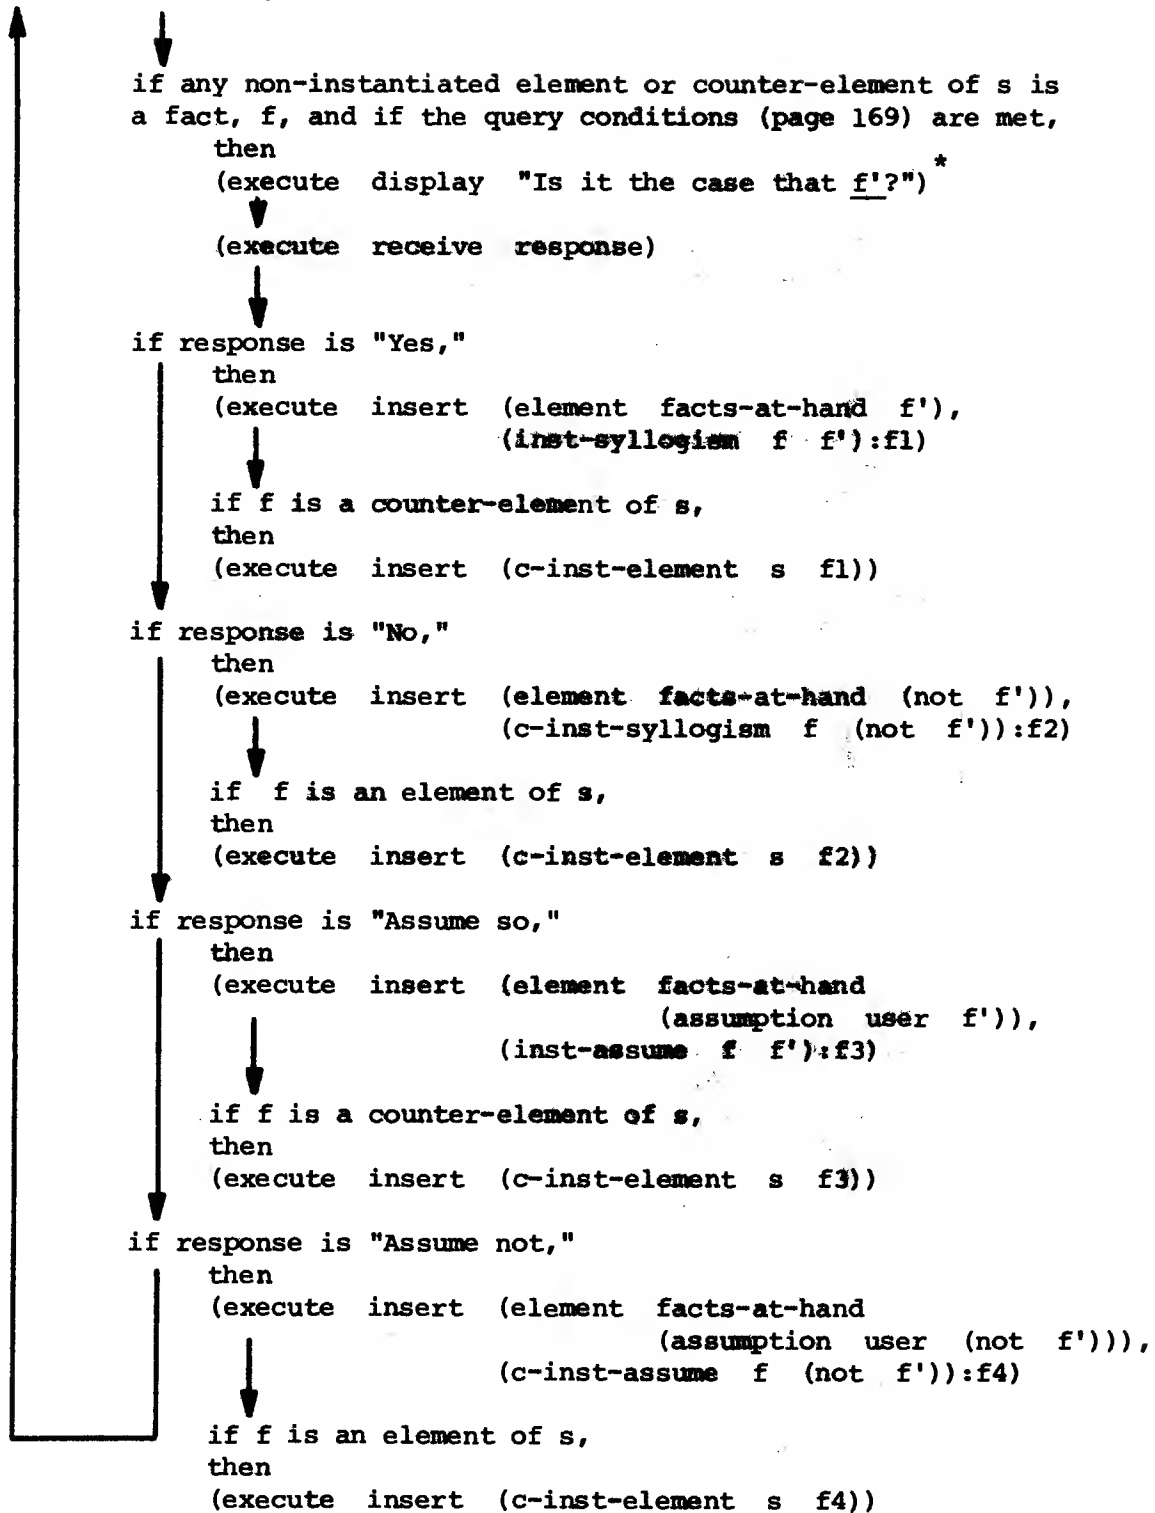 if any non-instantiated element or counter-element of s is
a fact, f, and if the query conditions (page 169) are met,
then
(execute display "Is it the case that f'?")*
(execute receive response)
if response is "Yes,"
then
(execute insert (element facts-at-hand f'),
(inst-syllogism f f'):f1)
if f is a counter-element of s,
then
(execute insert (c-inst-element s f1))
if response is "No,"
then
(execute insert (element facts-at-hand (not f')),
(c-inst-syllogism f (not f')):f2)
if f is an element of s,
then
(execute insert (c-inst-element s f2))
if response is "Assume so,"
then
(execute insert (element facts-at-hand
(assumption user f')),
(inst-assume f f'):f3)
if f is a counter-element of s,
then
(execute insert (c-inst-element s f3))
if response is "Assume not,"
then
(execute insert (element facts-at-hand
(assumption user (not f'))),
(c-inst-assume f (not f')):f4)
if f is an element of s,
then
(execute insert (c-inst-element s f4))